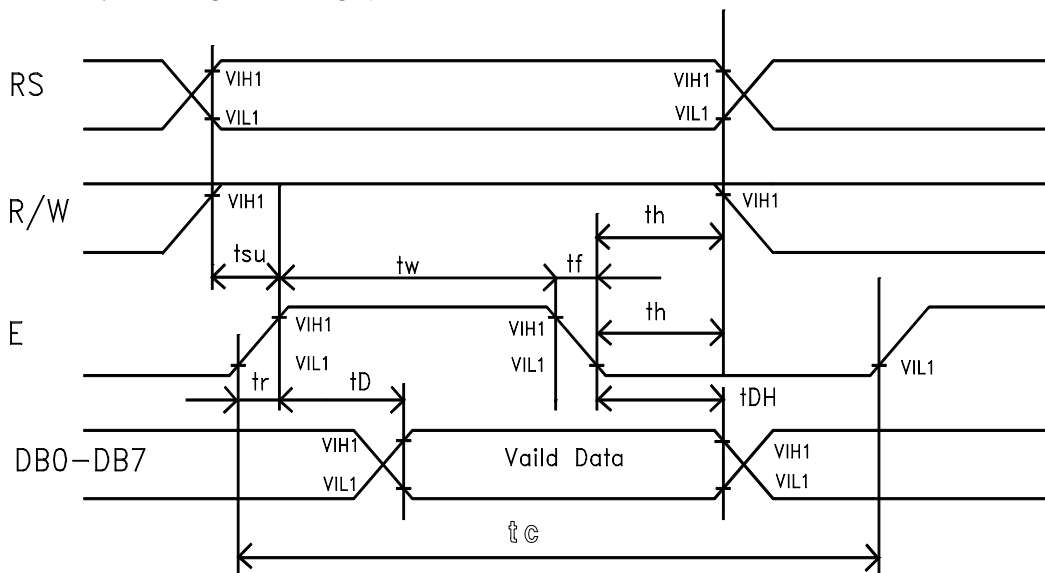 RS
VIH1
VIL1
VIH1
VIL1
R/W
VIH1
VIH1
th
tsu
tw
tf
E
VIH1
VIL1
VIH1
VIL1
th
VIL1
tr
tD
tDH
DB0-DB7
VIH1
VIL1
Vaild Data
VIH1
VIL1
tc